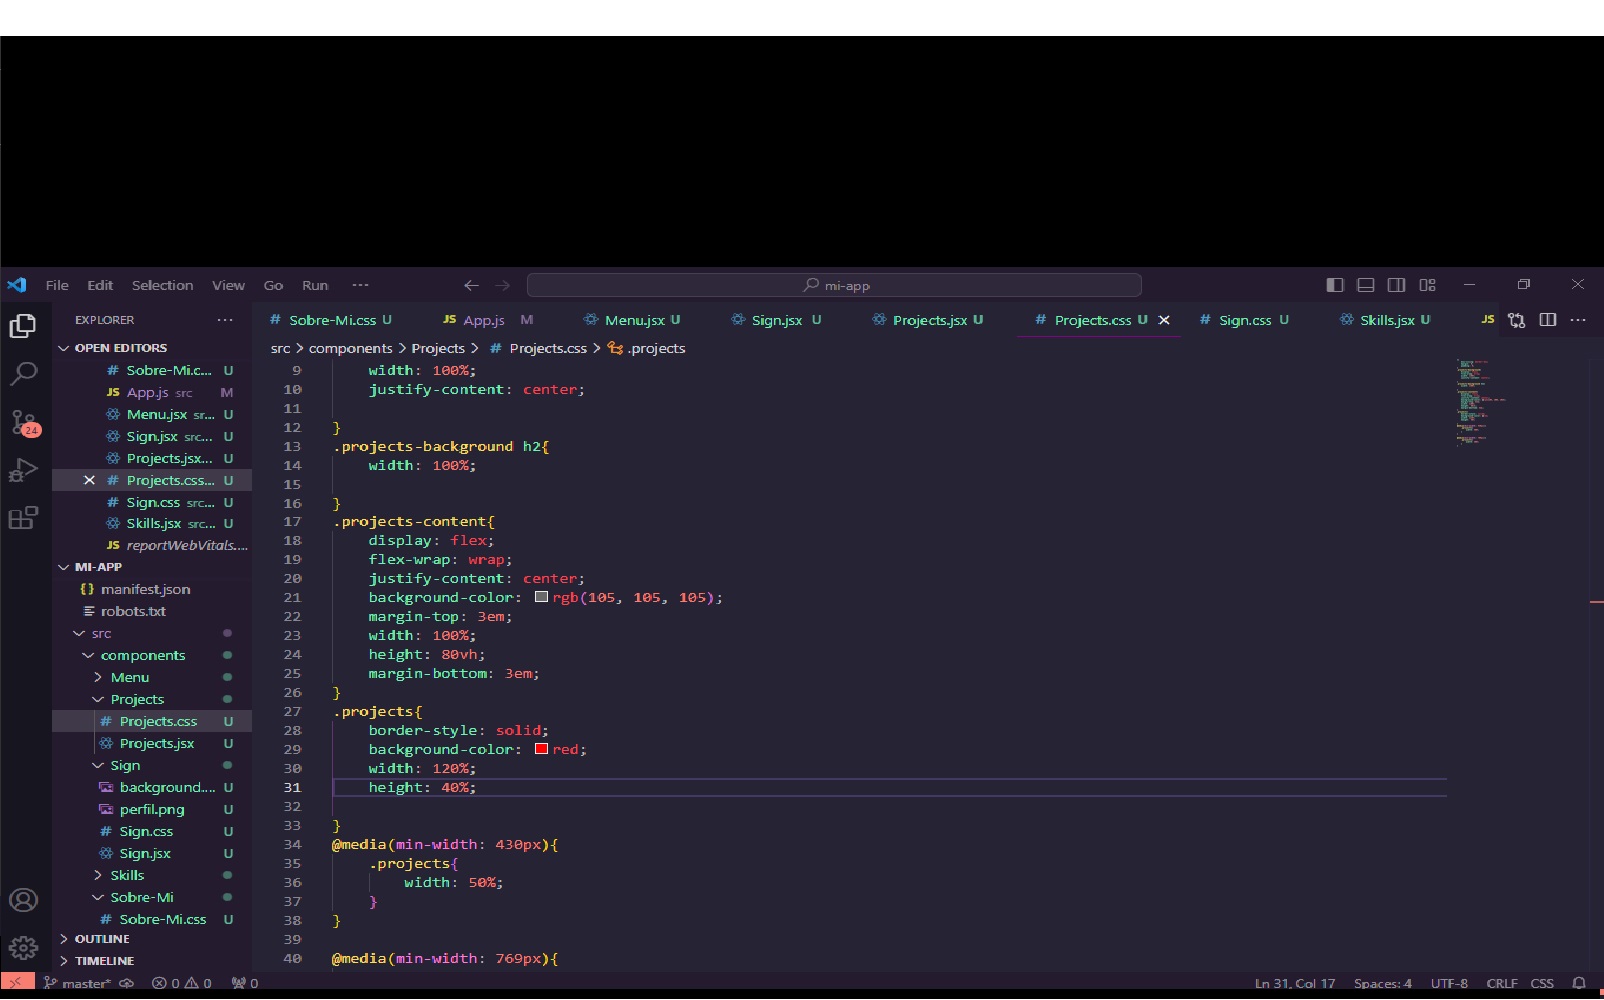 File Edit Selection View Go Run ··· mi-app
EXPLORER ···
# Sobre-Mi.css U JS App.js M Menu.jsx U Sign.jsx U Projects.jsx U # Projects.css U # Sign.css U Skills.jsx U JS ···
OPEN EDITORS
src > components > Projects > # Projects.css > .projects
# Sobre-Mi.c... U
JS App.js src M
Menu.jsx sr... U
Sign.jsx src... U
Projects.jsx... U
# Projects.css... U
# Sign.css src... U
Skills.jsx src... U
JS reportWebVitals....
MI-APP
{} manifest.json
robots.txt
src
components
Menu
Projects
# Projects.css U
Projects.jsx U
Sign
background.... U
perfil.png U
# Sign.css U
Sign.jsx U
Skills
Sobre-Mi
# Sobre-Mi.css U
OUTLINE
TIMELINE
24
9 width: 100%;
10 justify-content: center;
11
12 }
13 .projects-background h2{
14 width: 100%;
15
16 }
17 .projects-content{
18 display: flex;
19 flex-wrap: wrap;
20 justify-content: center;
21 background-color: rgb(105, 105, 105);
22 margin-top: 3em;
23 width: 100%;
24 height: 80vh;
25 margin-bottom: 3em;
26 }
27 .projects{
28 border-style: solid;
29 background-color: red;
30 width: 120%;
31 height: 40%;
32
33 }
34 @media(min-width: 430px){
35 .projects{
36 width: 50%;
37 }
38 }
39
40 @media(min-width: 769px){
master* 0 0 0 Ln 31, Col 17 Spaces: 4 UTF-8 CRLF CSS